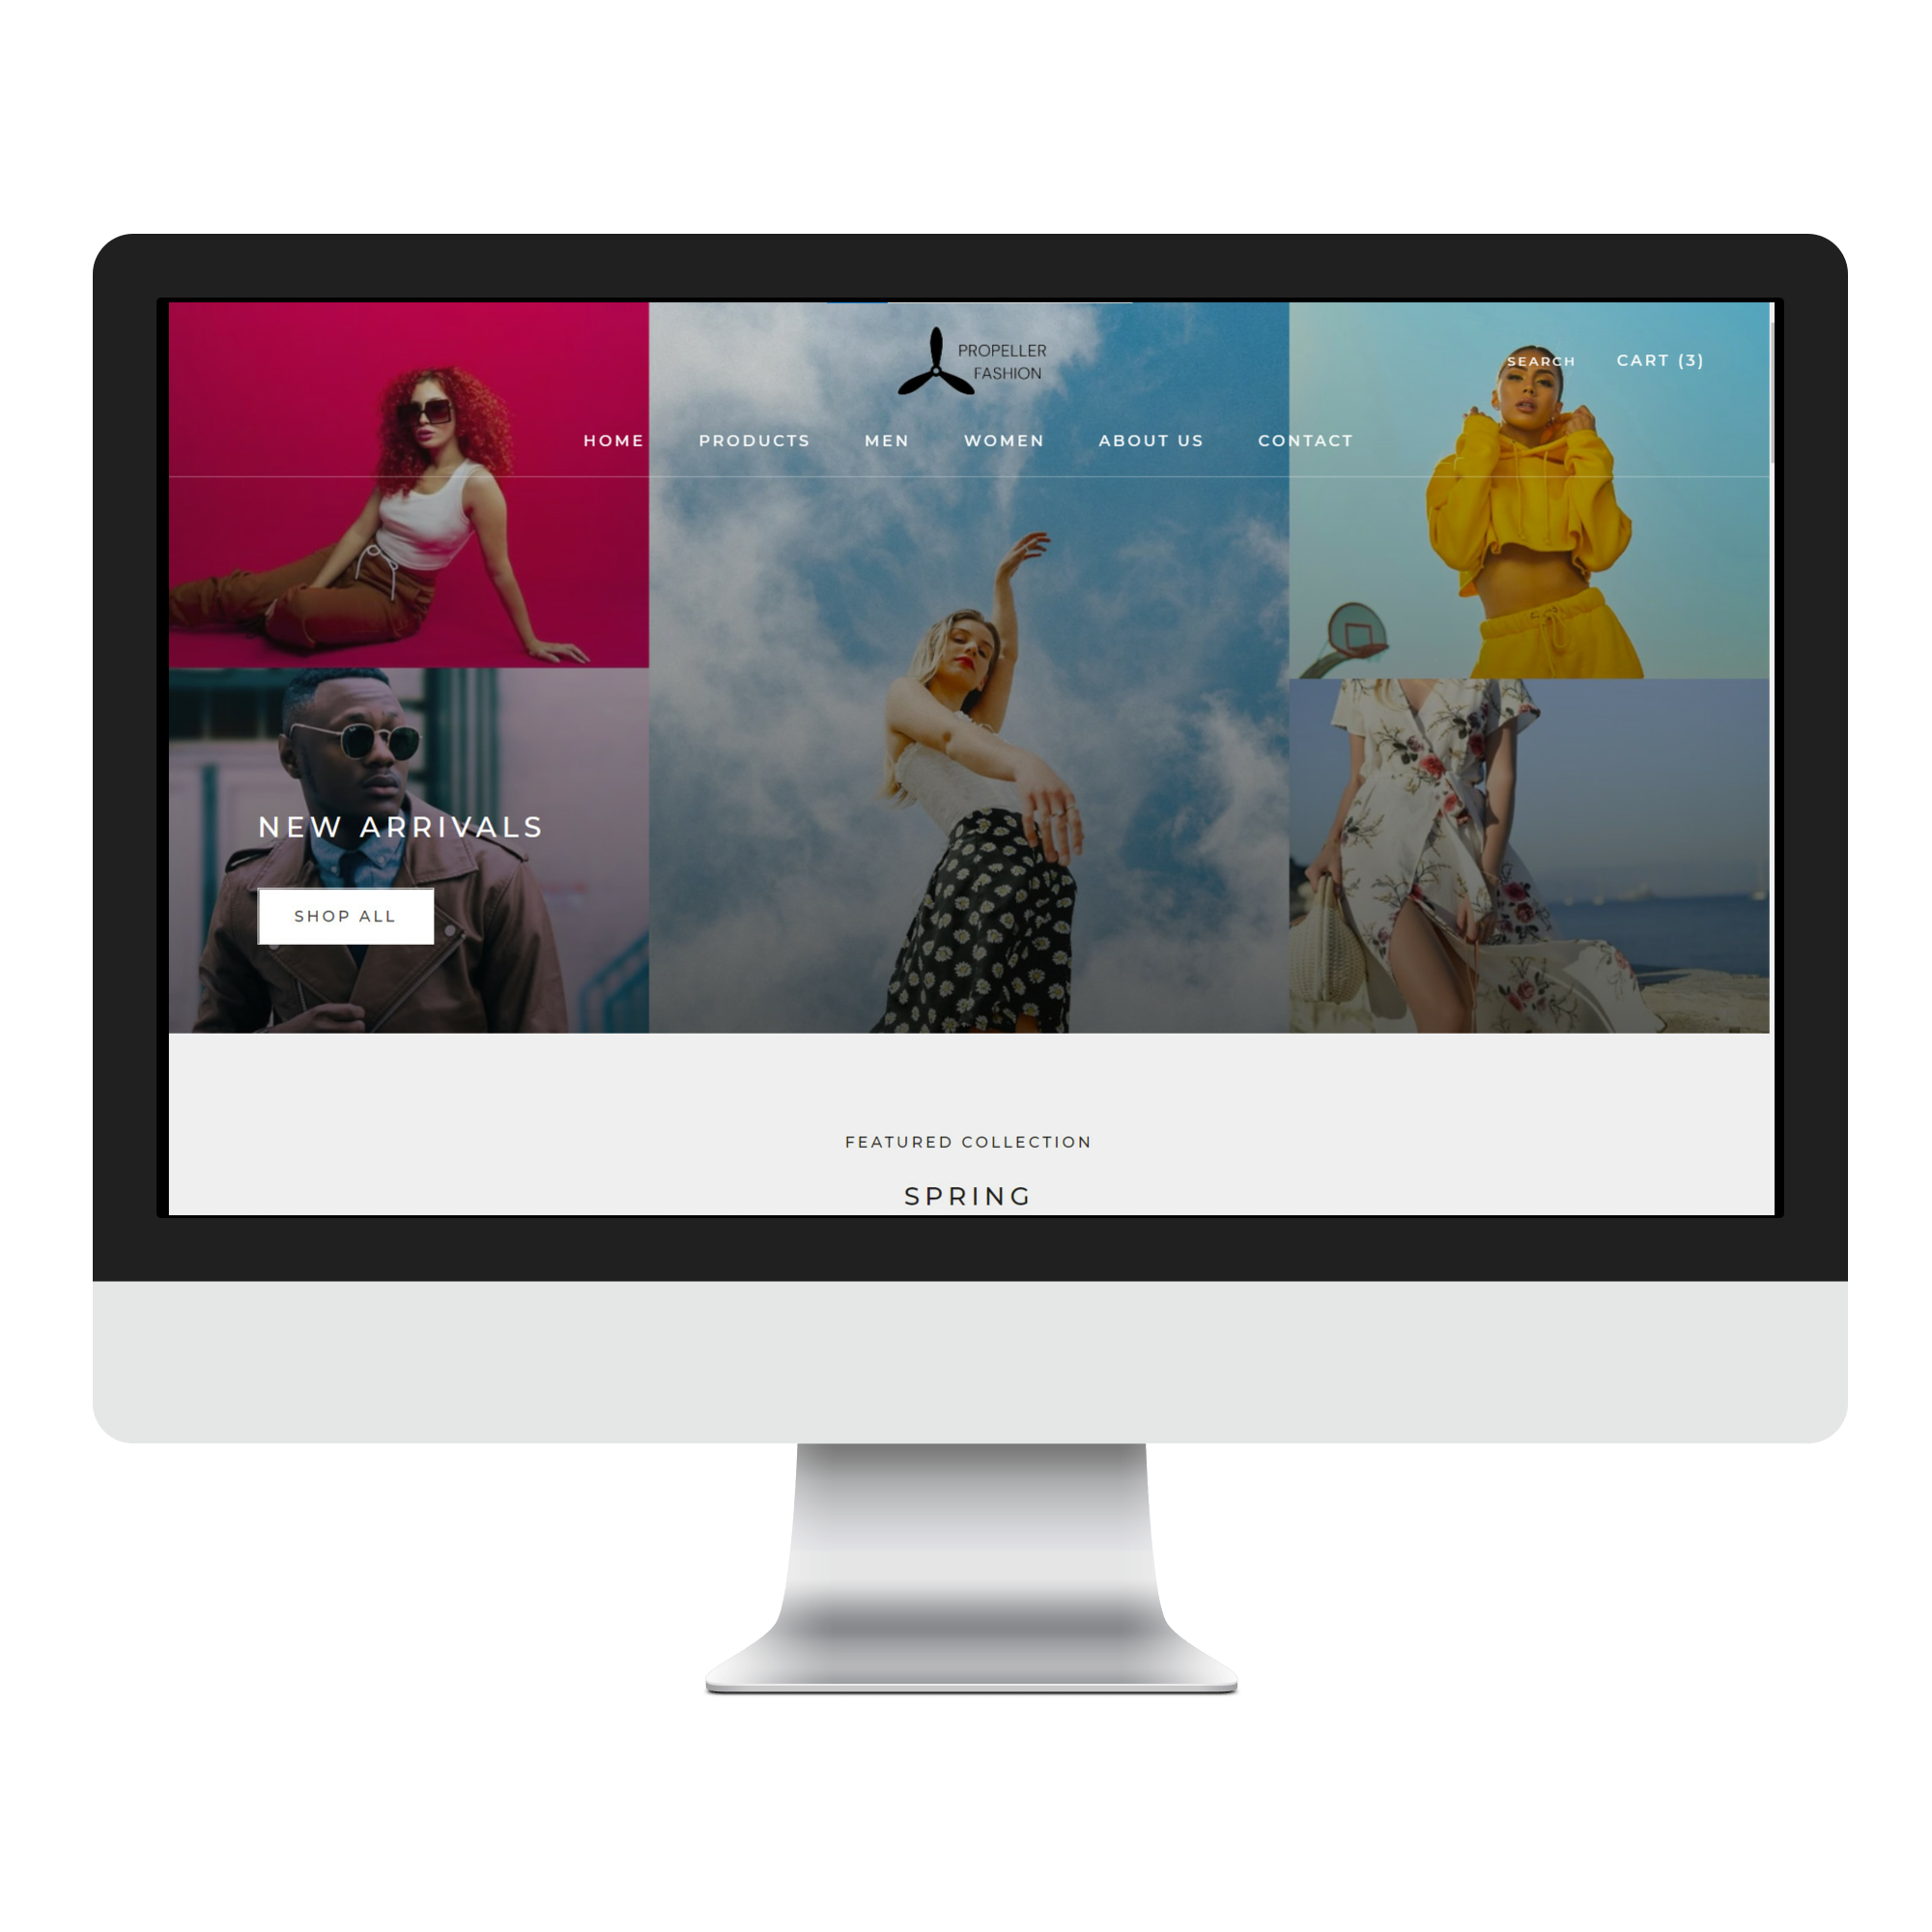 PROPELLER
FASHION
SEARCH
CART (3)
HOME
PRODUCTS
MEN
WOMEN
ABOUT US
CONTACT
NEW ARRIVALS
SHOP ALL
FEATURED COLLECTION
SPRING